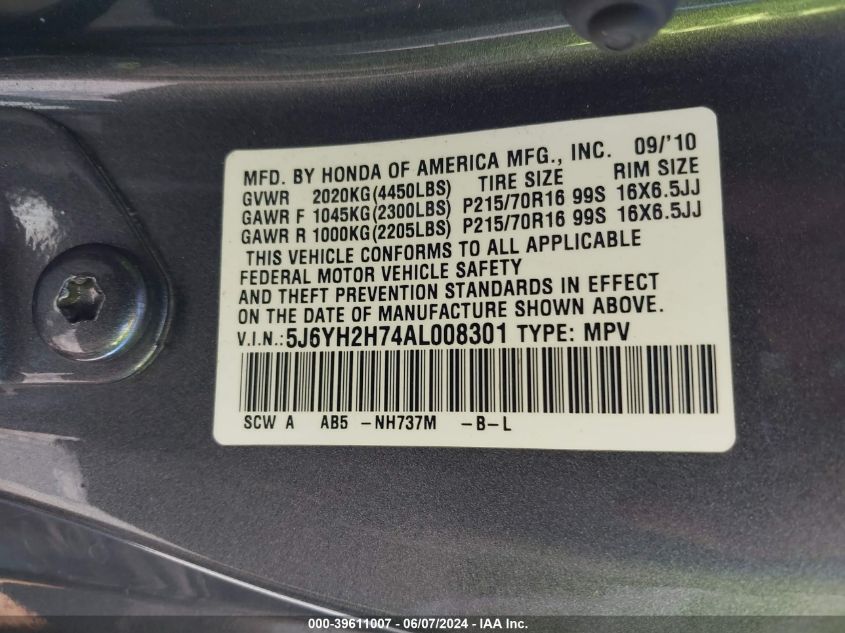 MFD. BY HONDA OF AMERICA MFG., INC. 09/'10
GVWR 2020KG(4450LBS) TIRE SIZE RIM SIZE
GAWR F 1045KG(2300LBS) P215/70R16 99S 16X6.5JJ
GAWR R 1000KG(2205LBS) P215/70R16 99S 16X6.5JJ
THIS VEHICLE CONFORMS TO ALL APPLICABLE
FEDERAL MOTOR VEHICLE SAFETY
AND THEFT PREVENTION STANDARDS IN EFFECT
ON THE DATE OF MANUFACTURE SHOWN ABOVE.
V.I.N.: 5J6YH2H74AL008301 TYPE: MPV
SCW A AB5 -NH737M -B-L
000-39611007 - 06/07/2024 - IAA Inc.